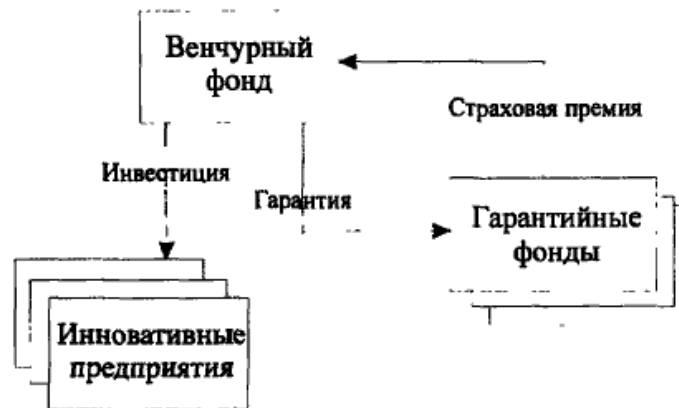 Венчурный
фонд
Страховая премия
Инвестиция
Гарантия
Гарантийные
фонды
Инновативные
предприятия